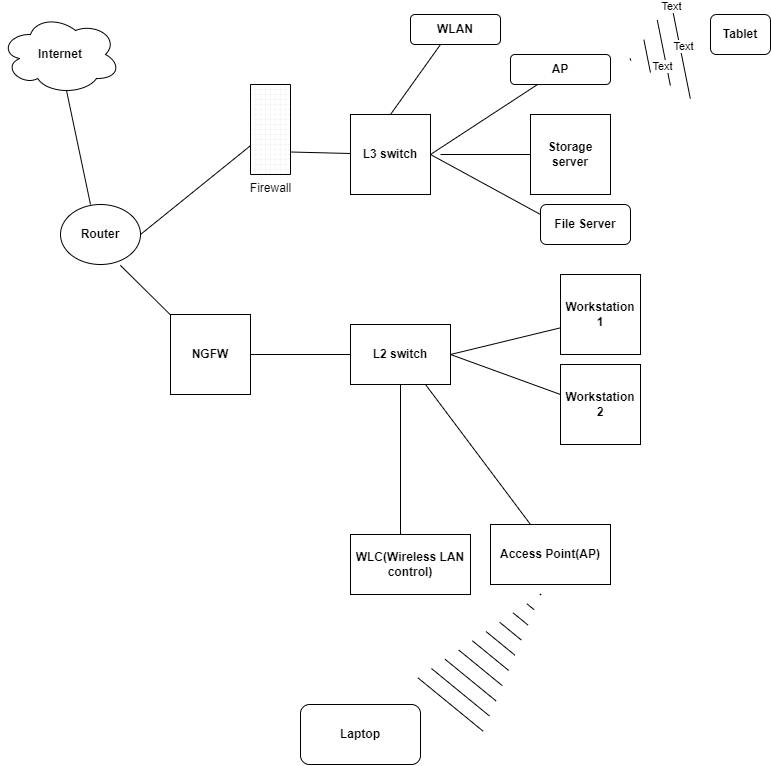 Text
WLAN
Tablet
Internet
Text
AP
Text
L3 switch
Storage
server
Firewall
Router
File Server
Workstation
1
NGFW
L2 switch
Workstation
2
WLC(Wireless LAN
control)
Access Point(AP)
Laptop